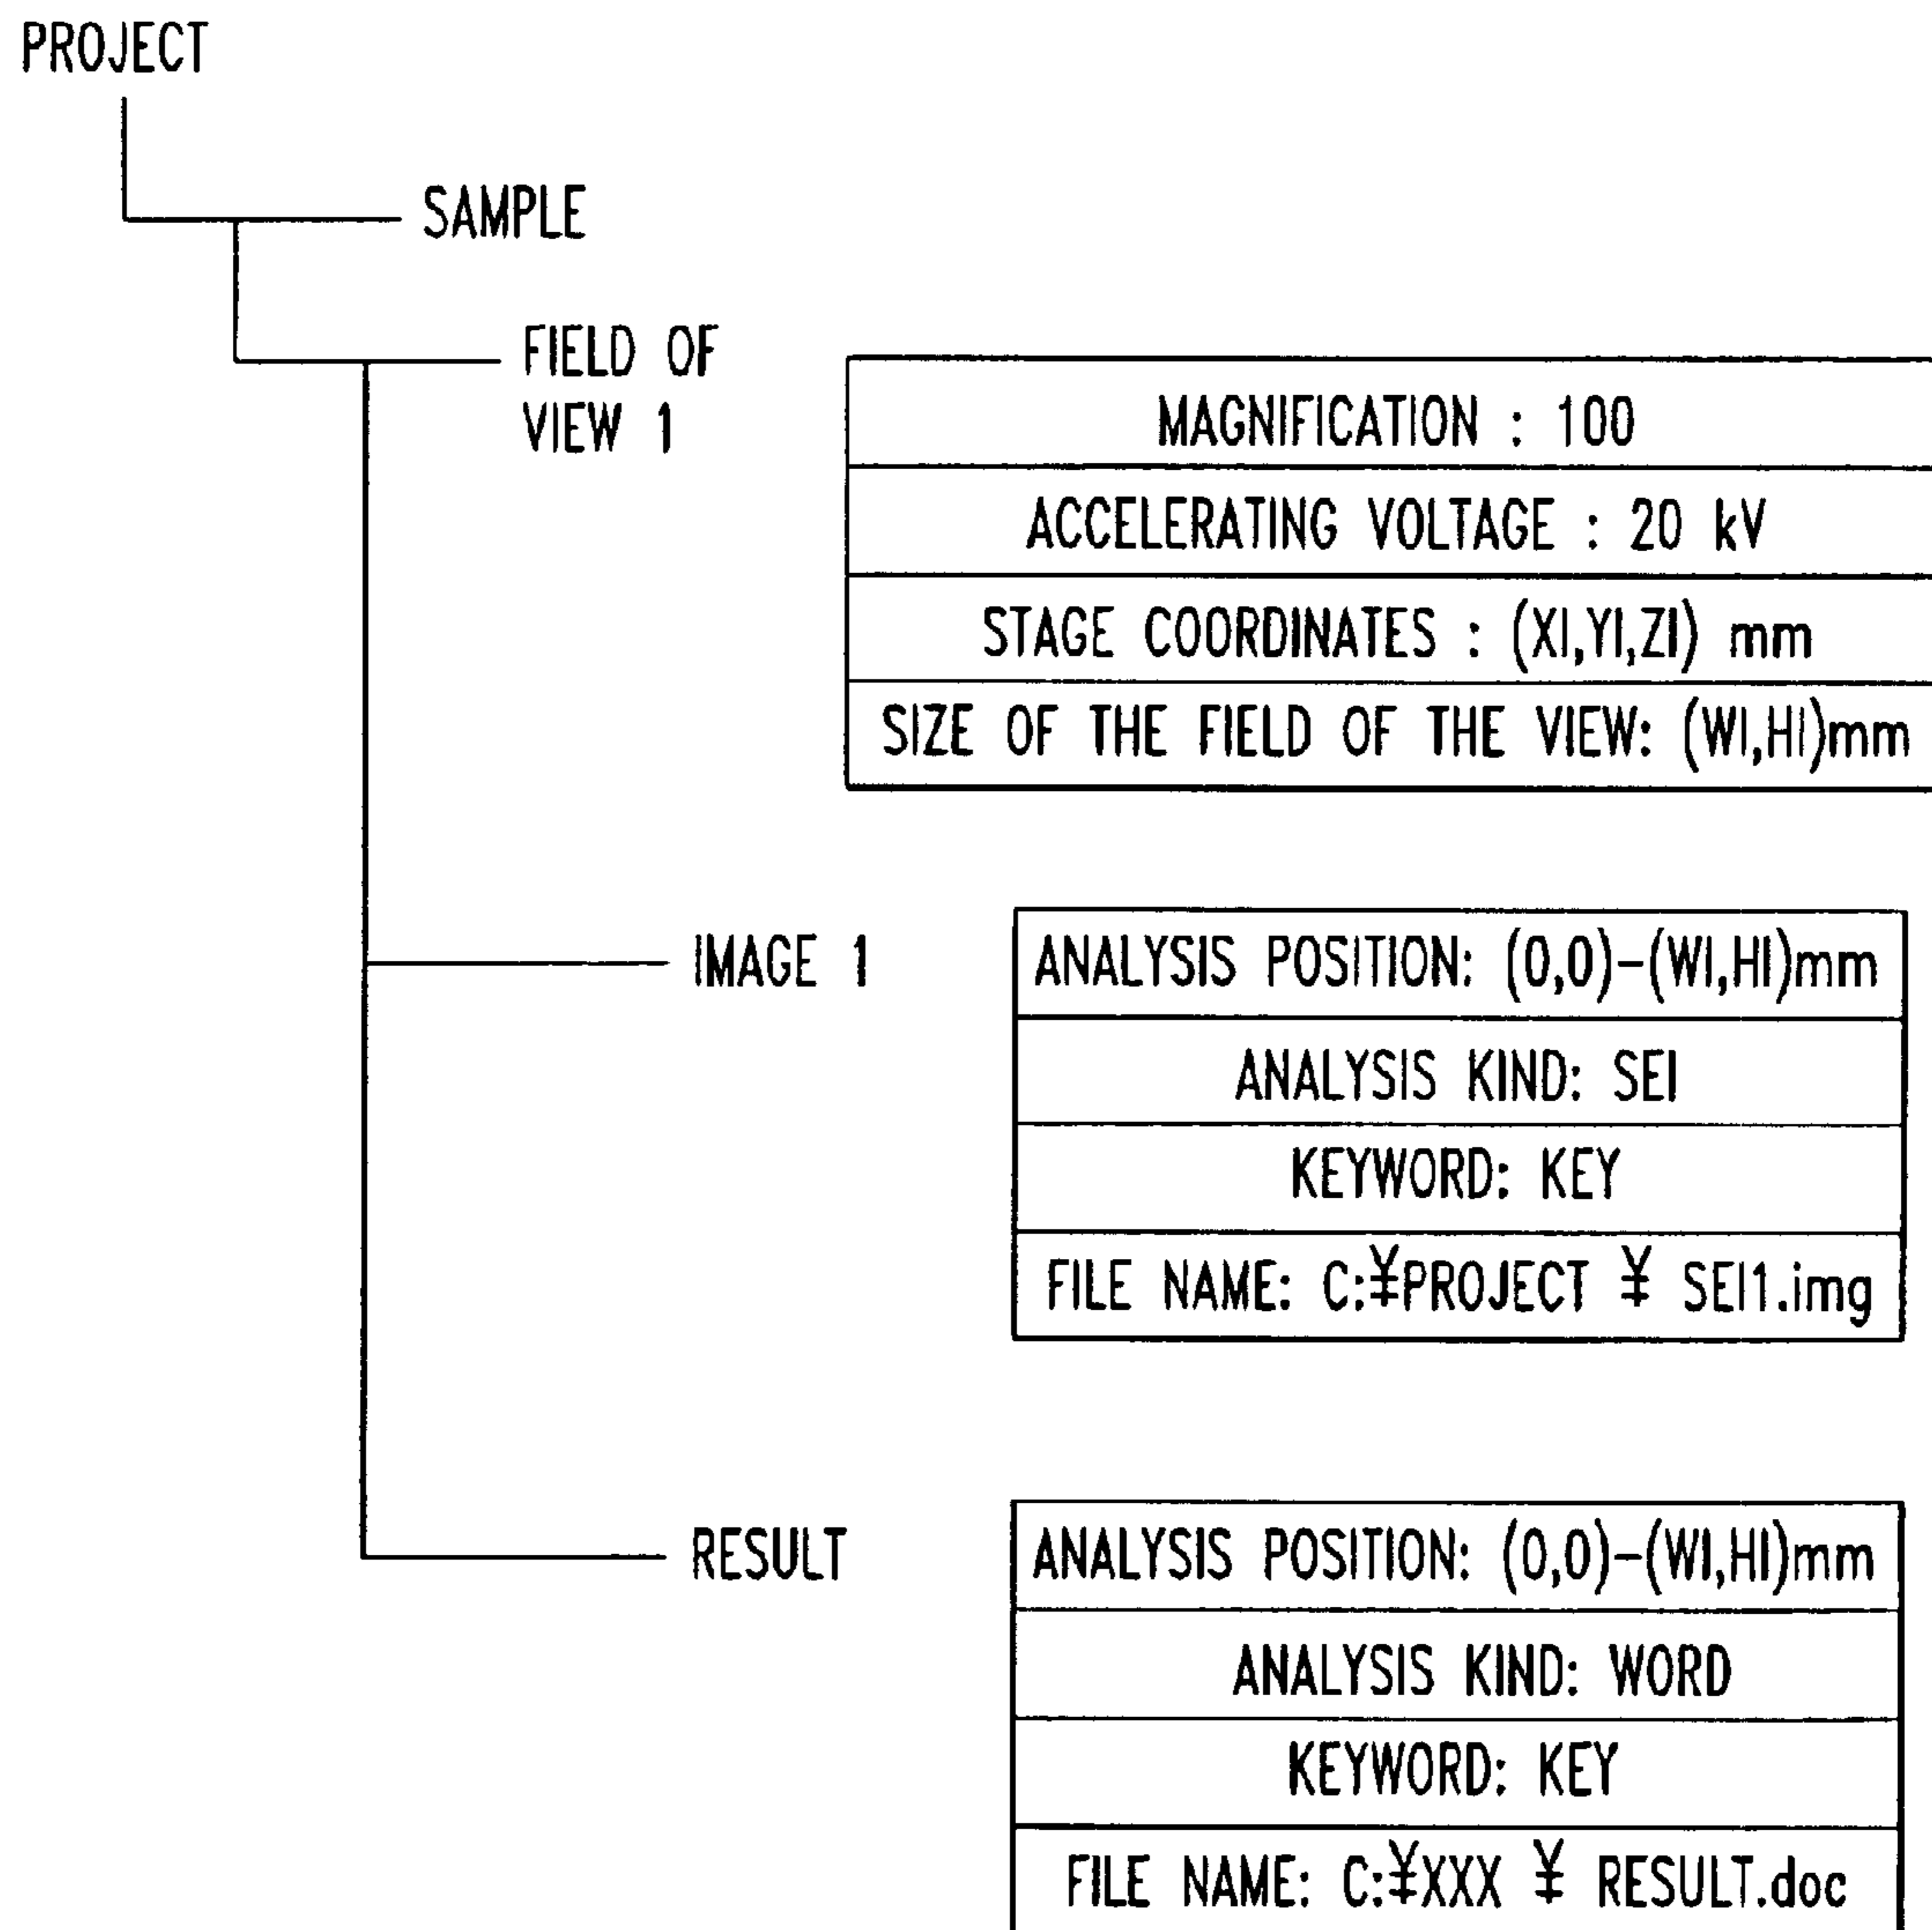 PROJECT
SAMPLE
FIELD OF
VIEW 1
MAGNIFICATION : 100
ACCELERATING VOLTAGE : 20 kV
STAGE COORDINATES : (XI,YI,ZI) mm
SIZE OF THE FIELD OF THE VIEW: (WI,HI)mm
IMAGE 1
ANALYSIS POSITION: (0,0)-(WI,HI)mm
ANALYSIS KIND: SEI
KEYWORD: KEY
FILE NAME: C:¥PROJECT ¥ SEI1.img
RESULT
ANALYSIS POSITION: (0,0)-(WI,HI)mm
ANALYSIS KIND: WORD
KEYWORD: KEY
FILE NAME: C:¥XXX ¥ RESULT.doc